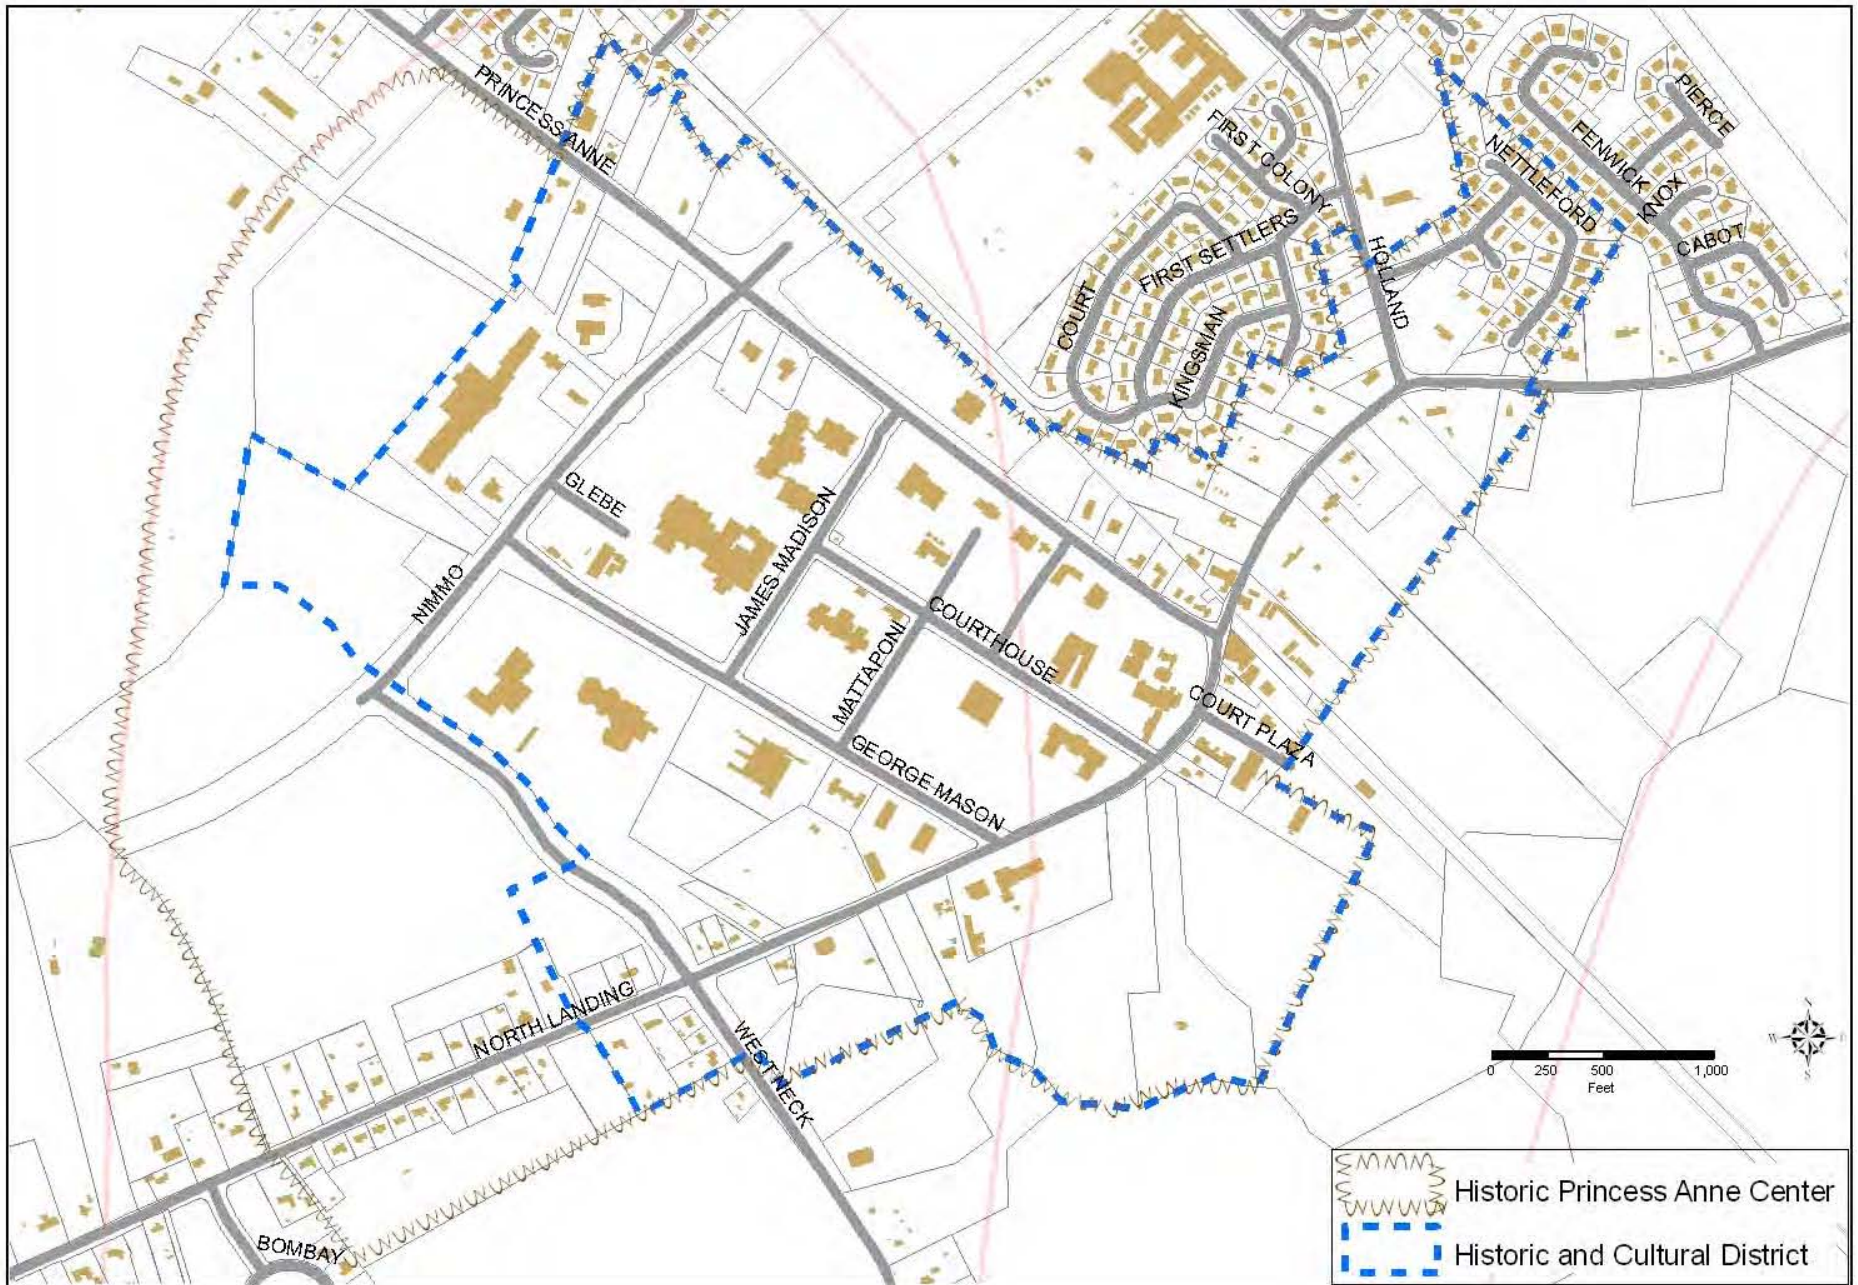 PRINCESS ANNE
FIRST COLONY
PIERCE
FENWICK
NETTLEFORD
KNOX
CABOT
FIRST SETTLERS
HOLLAND
COURT
KINGSMAN
GLEBE
JAMES MADISON
NIMMO
COURTHOUSE
MATTAPONI
COURT PLAZA
GEORGE MASON
NORTH LANDING
WEST NECK
BOMBAY
N
W E
S
0 250 500 1,000
Feet
Historic Princess Anne Center
Historic and Cultural District